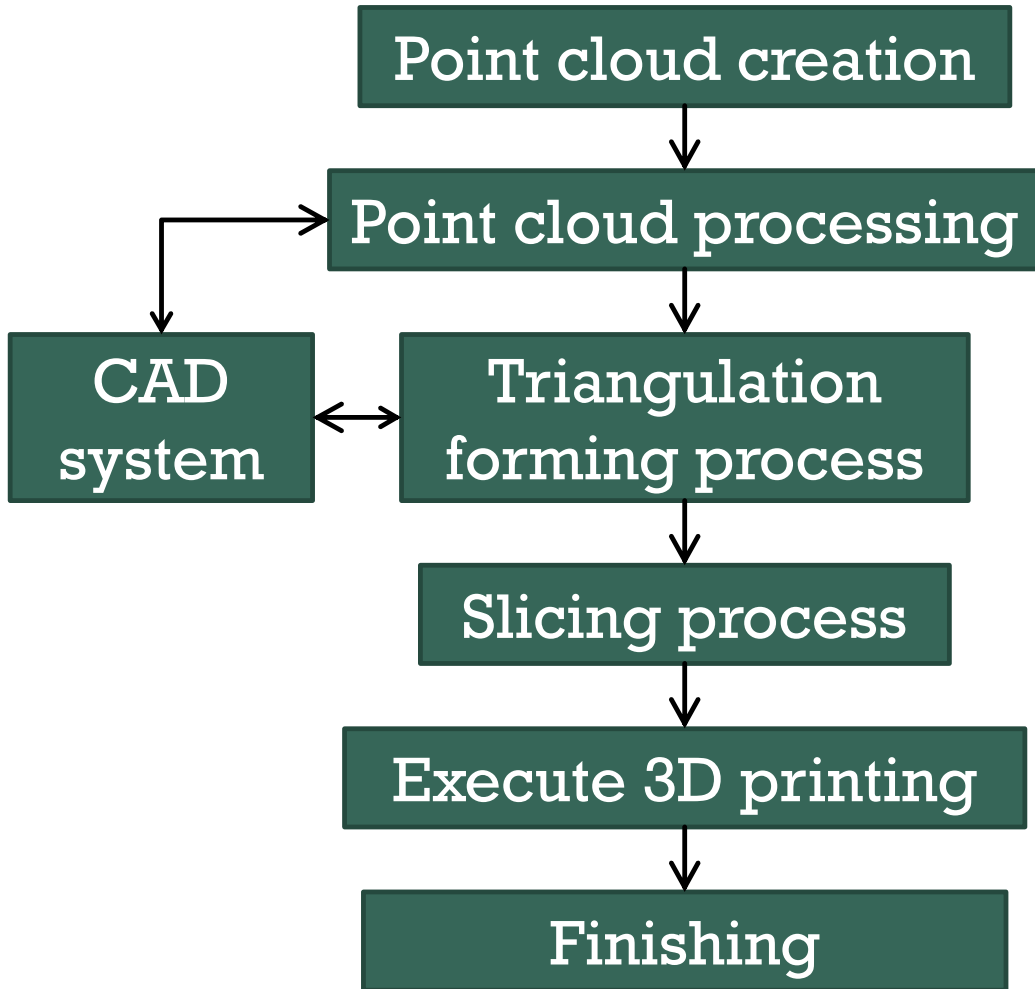 Point cloud creation
Point cloud processing
CAD
system
Triangulation
forming process
Slicing process
Execute 3D printing
Finishing